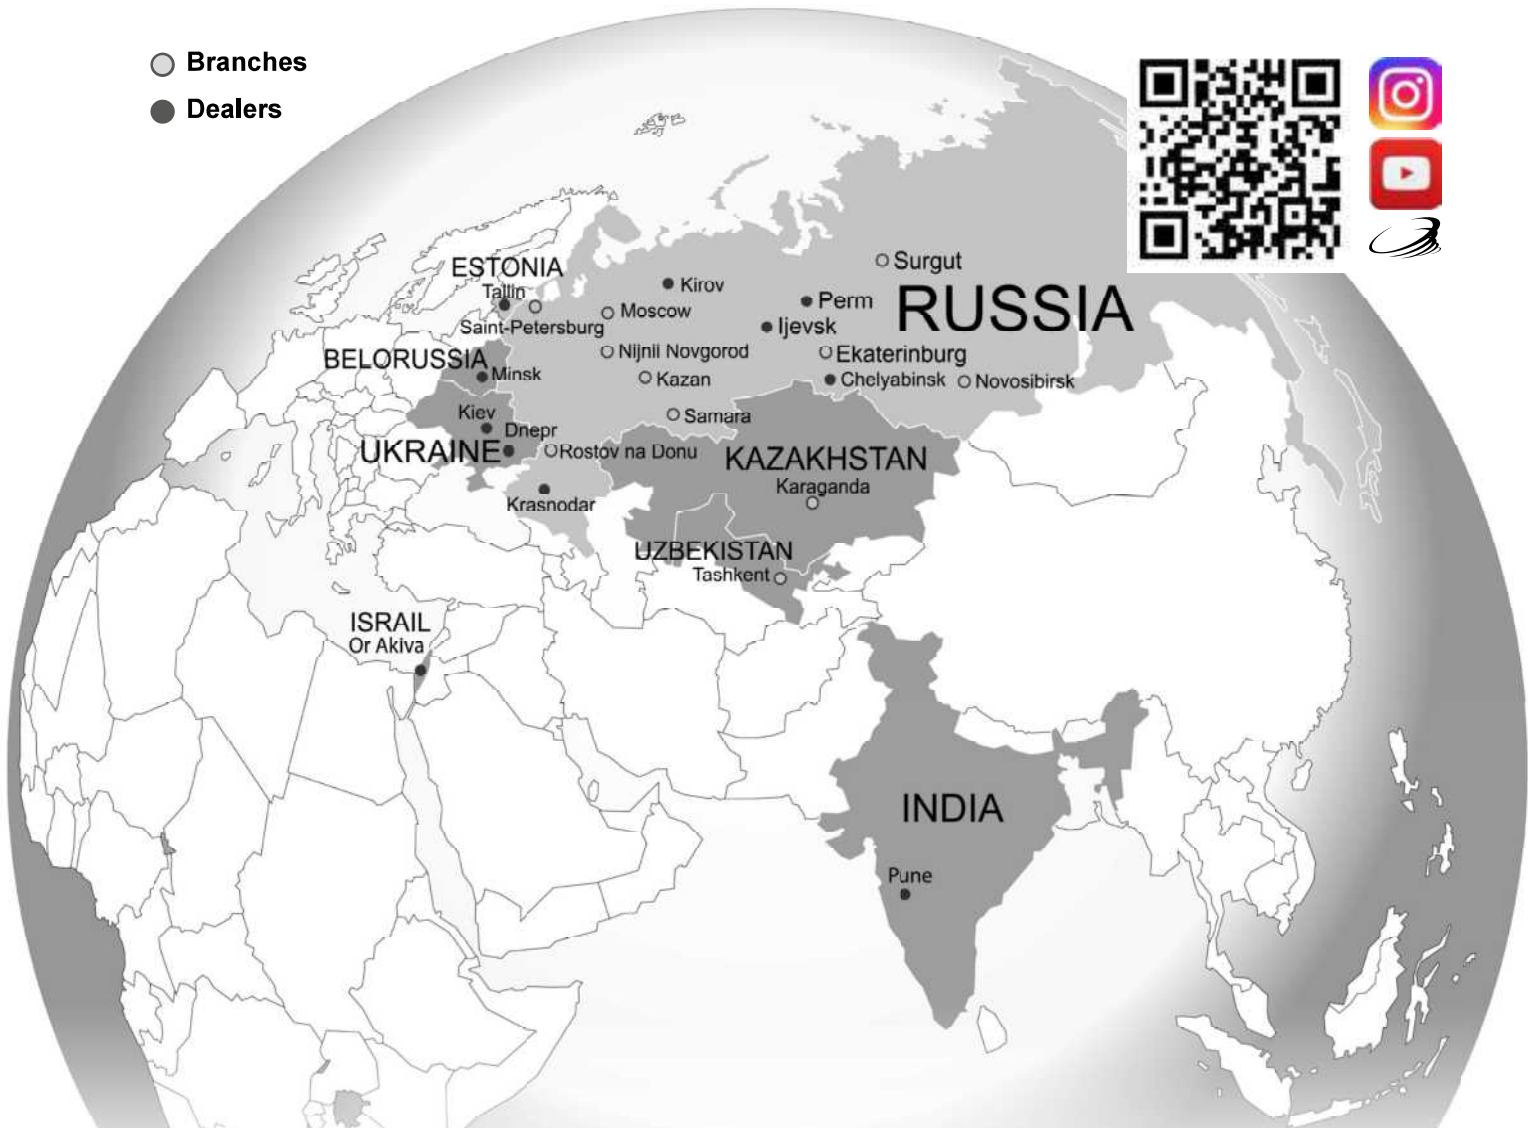 Branches
Dealers
ESTONIA
Tallin
Saint-Petersburg
Kirov
Moscow
Surgut
Perm
RUSSIA
Ijevsk
BELORUSSIA
Minsk
Nijnii Novgorod
Ekaterinburg
Kazan
Chelyabinsk
Novosibirsk
Kiev
Dnepr
Samara
UKRAINE
Rostov na Donu
KAZAKHSTAN
Karaganda
Krasnodar
UZBEKISTAN
Tashkent
ISRAIL
Or Akiva
INDIA
Pune